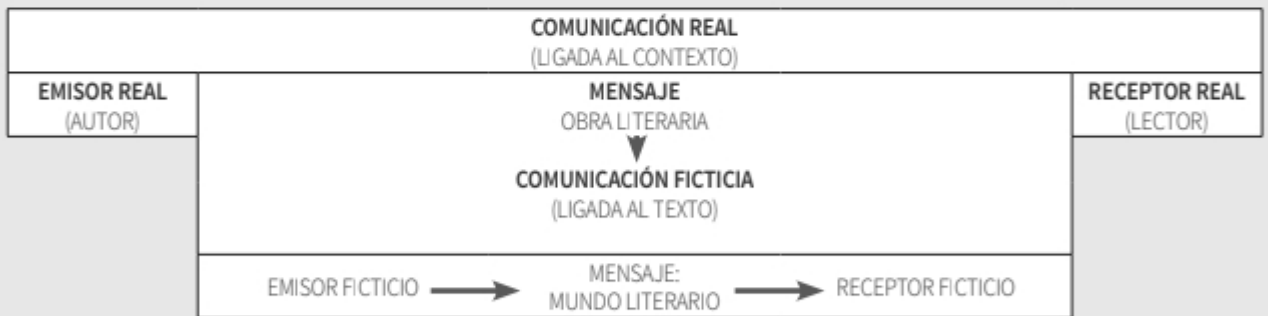 COMUNICACIÓN REAL
(LIGADA AL CONTEXTO)
EMISOR REAL
(AUTOR)
MENSAJE
OBRA LITERARIA
RECEPTOR REAL
(LECTOR)
COMUNICACIÓN FICTICIA
(LIGADA AL TEXTO)
EMISOR FICTICIO
MENSAJE:
MUNDO LITERARIO
RECEPTOR FICTICIO